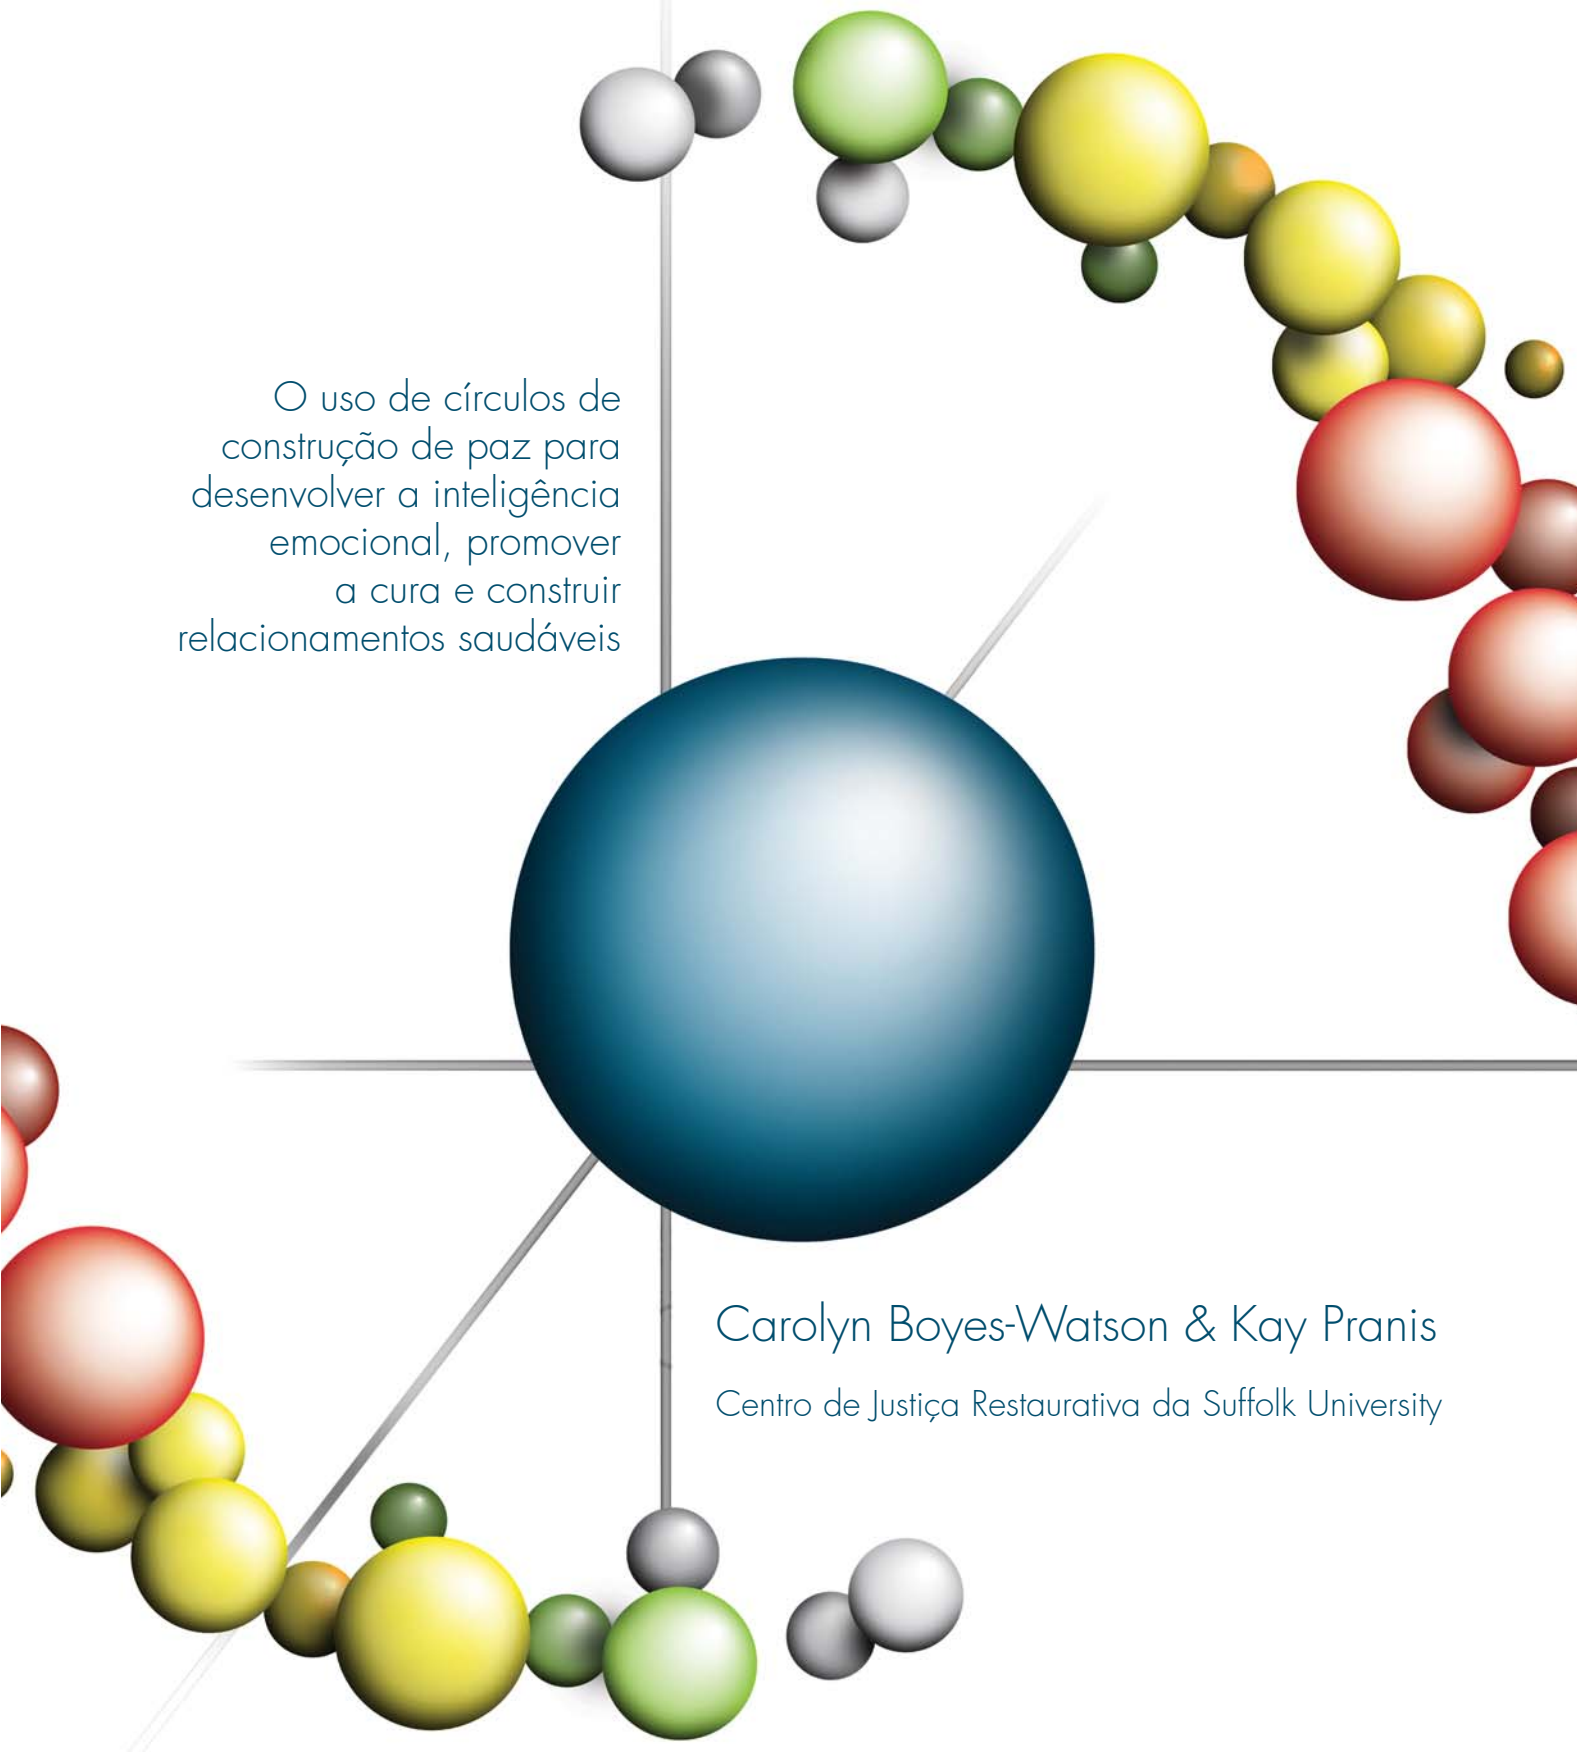 O uso de círculos de
construção de paz para
desenvolver a inteligência
emocional, promover
a cura e construir
relacionamentos saudáveis
Carolyn Boyes-Watson & Kay Pranis
Centro de Justiça Restaurativa da Suffolk University